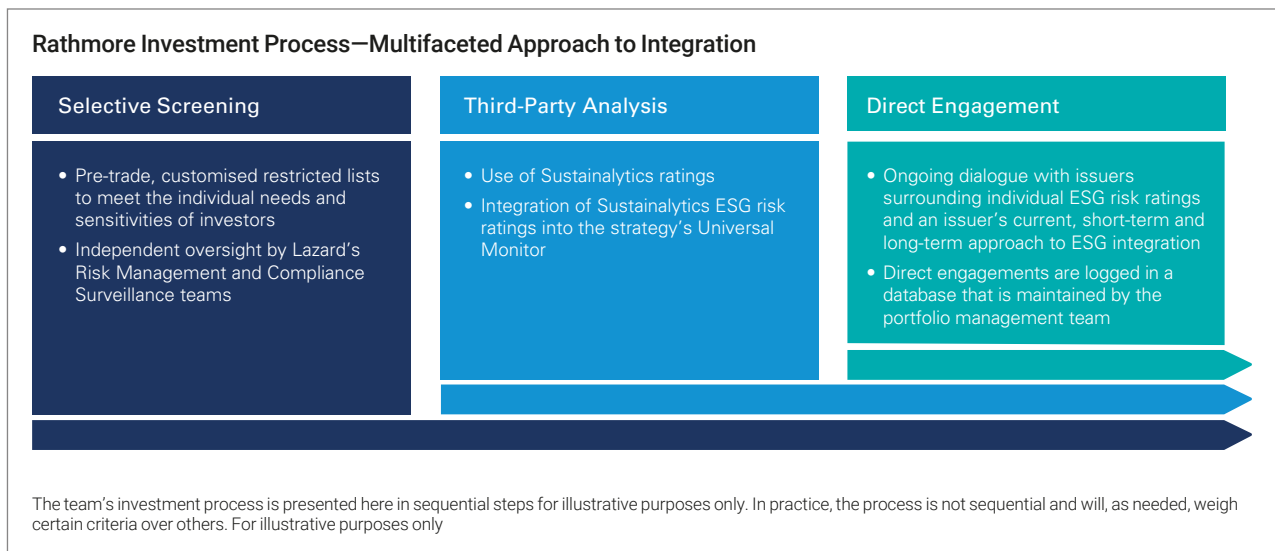 Rathmore Investment Process—Multifaceted Approach to Integration
Selective Screening
• Pre-trade, customised restricted lists
to meet the individual needs and
sensitivities of investors
• Independent oversight by Lazard's
Risk Management and Compliance
Surveillance teams
Third-Party Analysis
• Use of Sustainalytics ratings
• Integration of Sustainalytics ESG risk
ratings into the strategy's Universal
Monitor
Direct Engagement
• Ongoing dialogue with issuers
surrounding individual ESG risk ratings
and an issuer's current, short-term and
long-term approach to ESG integration
• Direct engagements are logged in a
database that is maintained by the
portfolio management team
The team's investment process is presented here in sequential steps for illustrative purposes only. In practice, the process is not sequential and will, as needed, weigh
certain criteria over others. For illustrative purposes only